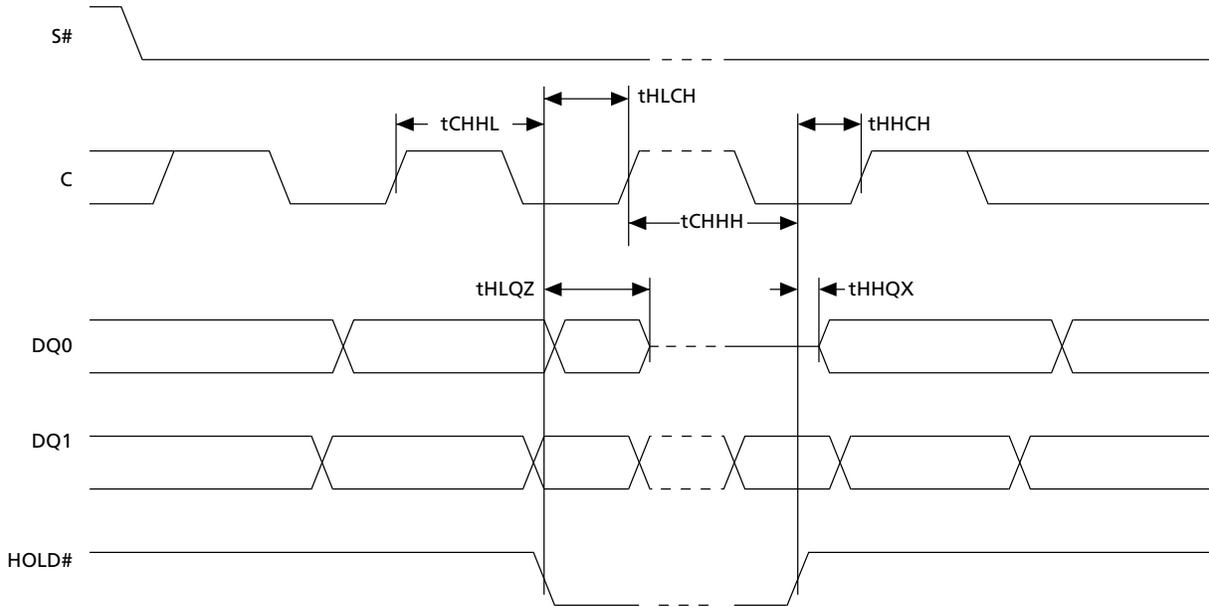 S#
tHLCH
tCHHL
tHHCH
C
tCHHH
tHLQZ
tHHQX
DQ0
DQ1
HOLD#